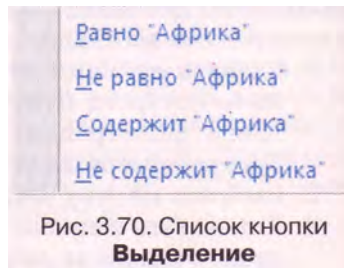 Равно "Африка"
Не равно "Африка"
Содержит "Африка"
Не содержит "Африка"
Рис. 3.70. Список кнопки
Выделение